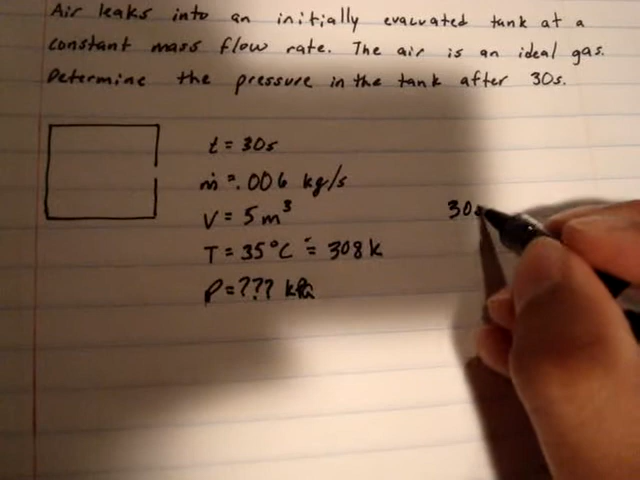 Air leaks into an initially evacuated tank at a
constant mass flow rate. The air is an ideal gas.
Determine the pressure in the tank after 30s.
t = 30s
ṁ = .006 kg/s
V = 5 m³
30s
T = 35°C = 308 K
P = ??? kPa